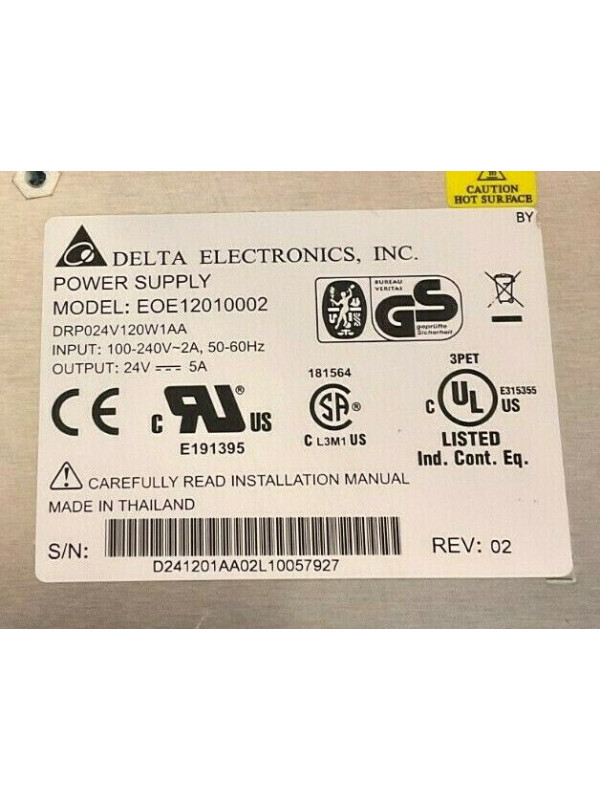 CAUTION
HOT SURFACE
BY
DELTA ELECTRONICS, INC.
POWER SUPPLY
MODEL: EOE12010002
DRP024V120W1AA
INPUT: 100-240V~2A, 50-60Hz
OUTPUT: 24V ⎓ 5A
BUREAU
VERITAS
GS
geprüfte
Sicherheit
CE
C RU ® US
E191395
181564
SA ®
C L3M1 US
3PET
C UL ® US
E315355
LISTED
Ind. Cont. Eq.
CAREFULLY READ INSTALLATION MANUAL
MADE IN THAILAND
S/N:
D241201AA02L10057927
REV: 02